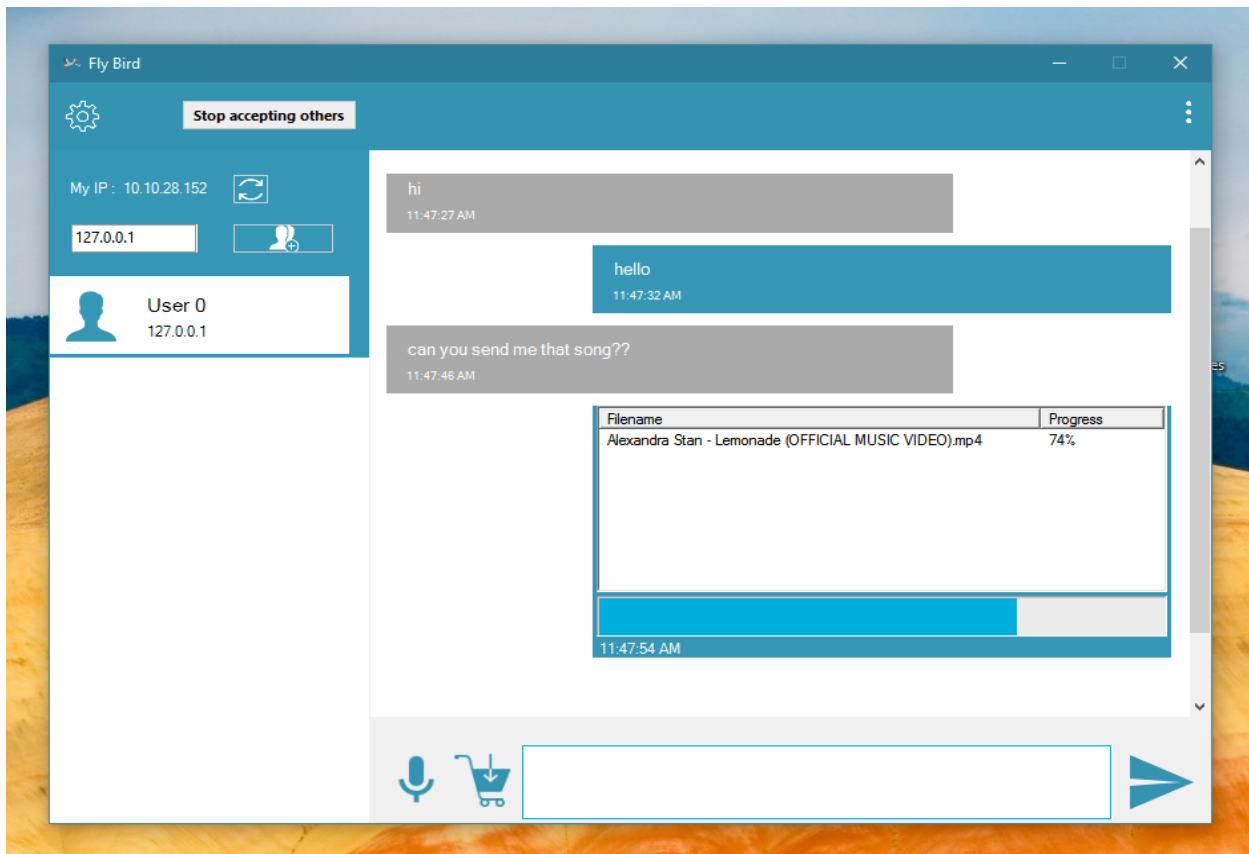 Fly Bird
Stop accepting others
My IP : 10.10.28.152
127.0.0.1
User 0
127.0.0.1
hi
11:47:27 AM
hello
11:47:32 AM
can you send me that song??
11:47:46 AM
Filename Progress
Alexandra Stan - Lemonade (OFFICIAL MUSIC VIDEO).mp4 74%
11:47:54 AM
es